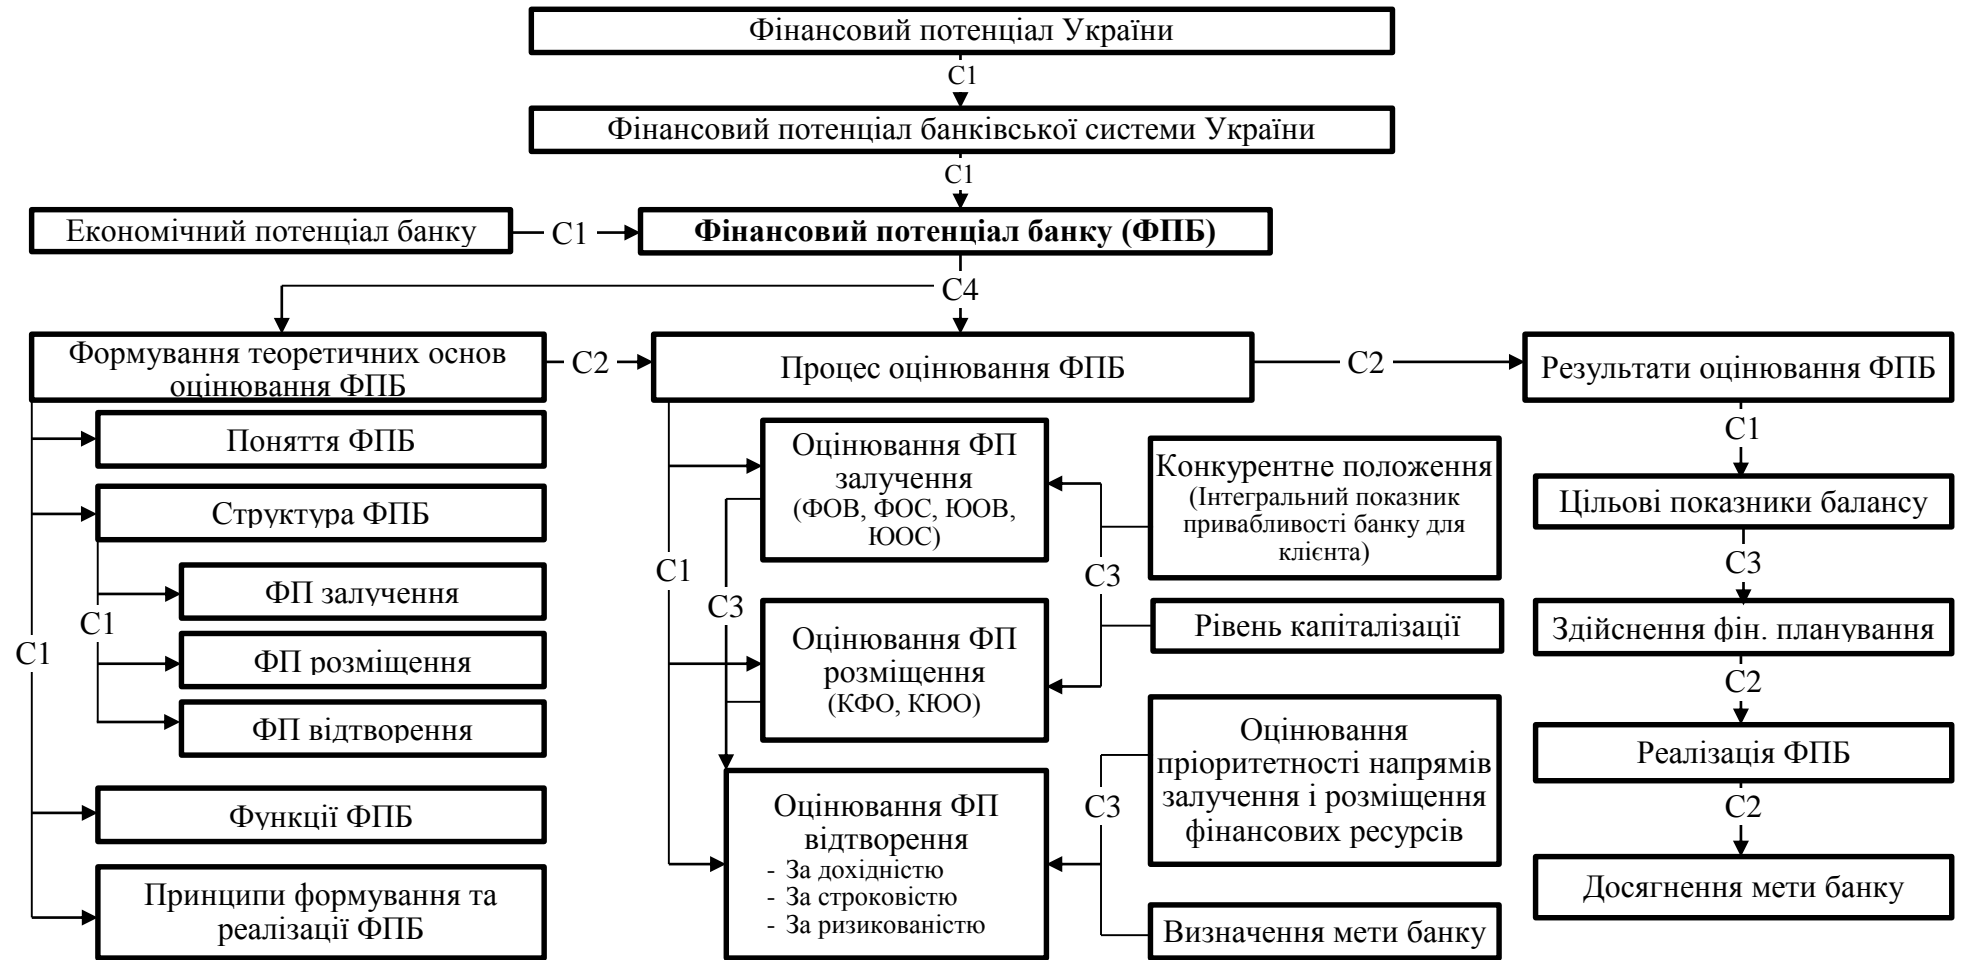 Фінансовий потенціал України
С1
Фінансовий потенціал банківської системи України
С1
Економічний потенціал банку
С1
Фінансовий потенціал банку (ФПБ)
С4
Формування теоретичних основ
оцінювання ФПБ
С2
Процес оцінювання ФПБ
С2
Результати оцінювання ФПБ
С1
Поняття ФПБ
Структура ФПБ
С1
ФП залучення
ФП розміщення
ФП відтворення
Функції ФПБ
Принципи формування та
реалізації ФПБ
С1
Оцінювання ФП
залучення
(ФОВ, ФОС, ЮОВ,
ЮОС)
С3
Оцінювання ФП
розміщення
(КФО, КЮО)
Оцінювання ФП
відтворення
- За дохідністю
- За строковістю
- За ризикованістю
С3
Конкурентне положення
(Інтегральний показник
привабливості банку для
клієнта)
Рівень капіталізації
С3
Оцінювання
пріоритетності напрямів
залучення і розміщення
фінансових ресурсів
Визначення мети банку
С1
Цільові показники балансу
С3
Здійснення фін. планування
С2
Реалізація ФПБ
С2
Досягнення мети банку